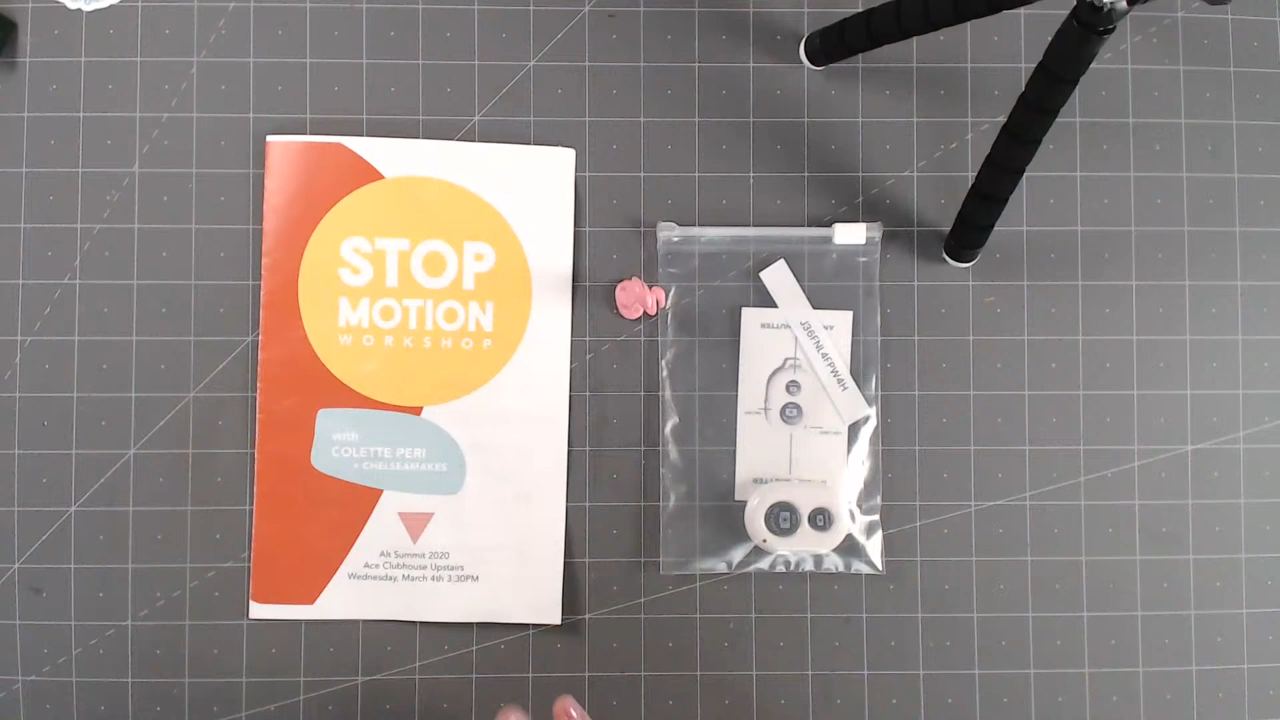 STOP
MOTION
WORKSHOP
with
COLETTE PERI
+ CHELSEAMAKES
Alt Summit 2020
Ace Clubhouse Upstairs
Wednesday, March 4th 3:30PM
J36FNL4FPW4H